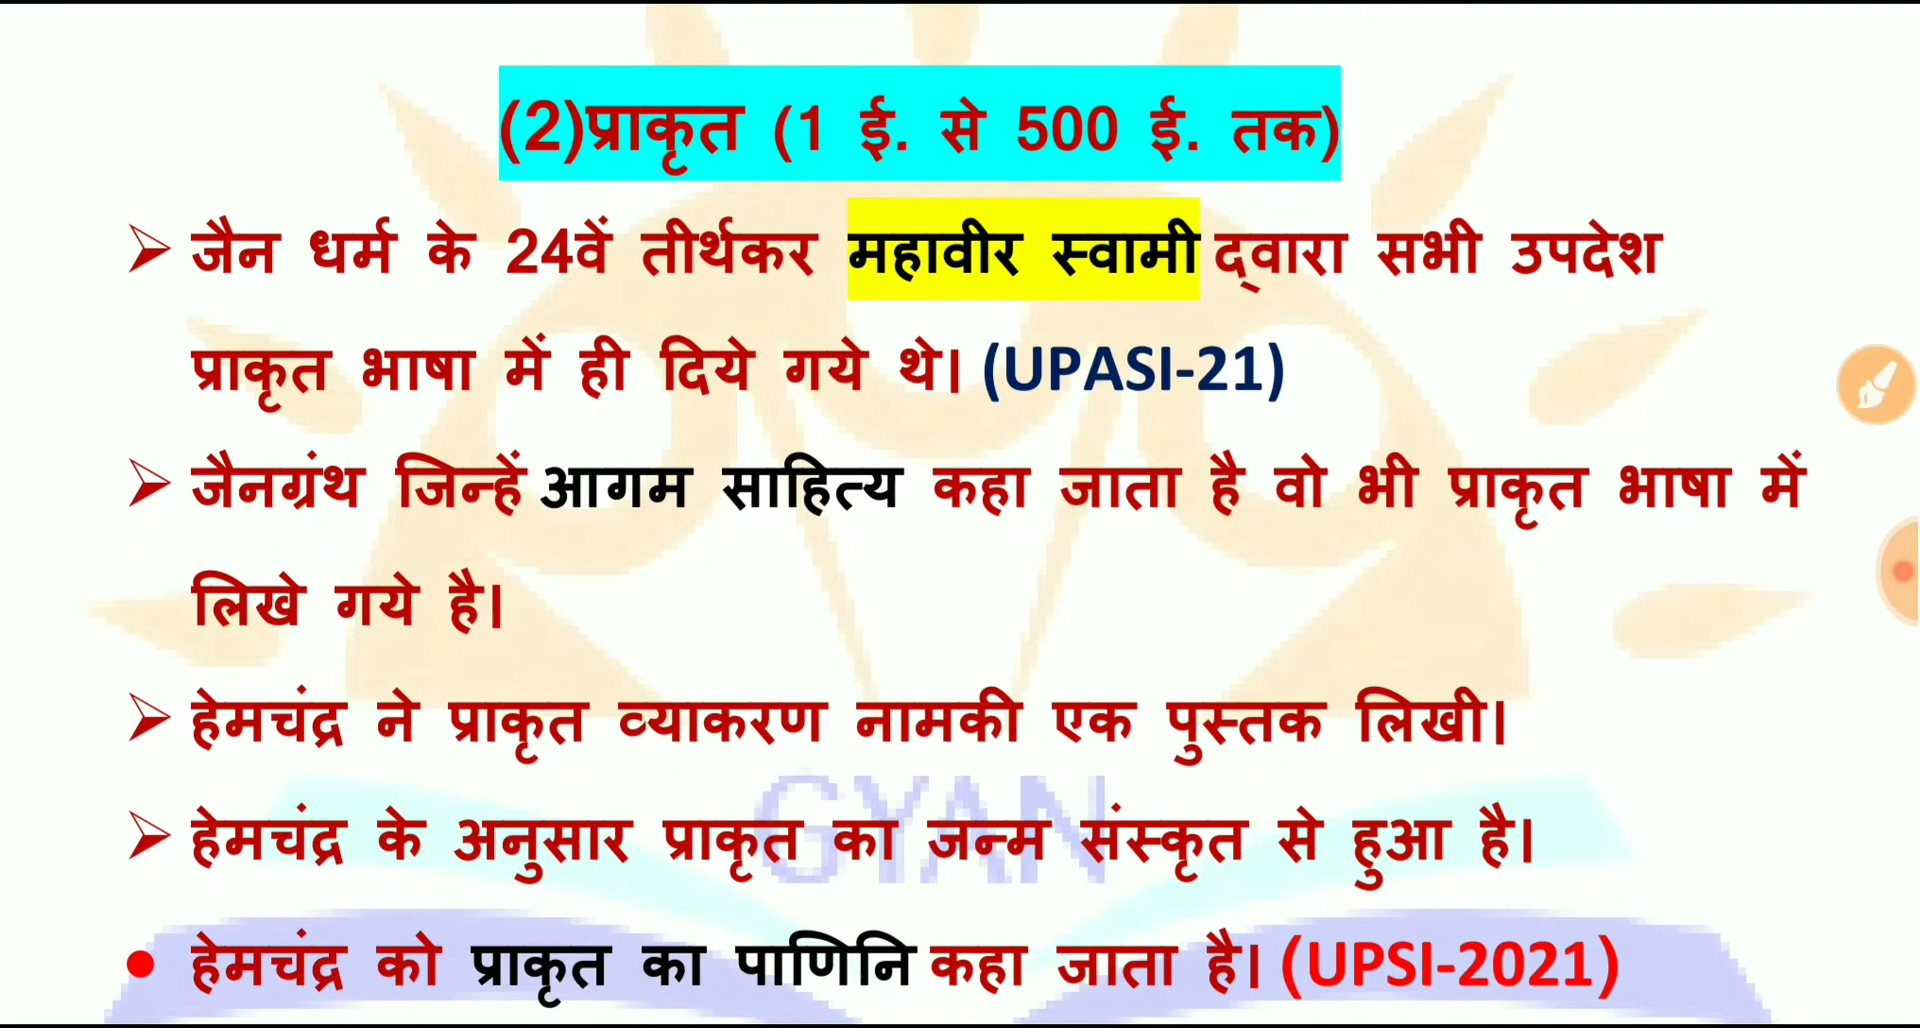 (2)प्राकृत (1 ई. से 500 ई. तक)
जैन धर्म के 24वें तीर्थकर महावीर स्वामी द्‌वारा सभी उपदेश
प्राकृत भाषा में ही दिये गये थे। (UPASI-21)
जैनग्रंथ जिन्हें आगम साहित्य कहा जाता है वो भी प्राकृत भाषा में
लिखे गये है।
हेमचंद्र ने प्राकृत व्याकरण नामकी एक पुस्तक लिखी।
GYAN
हेमचंद्र के अनुसार प्राकृत का जन्म संस्कृत से हुआ है।
हेमचंद्र को प्राकृत का पाणिनि कहा जाता है। (UPSI-2021)